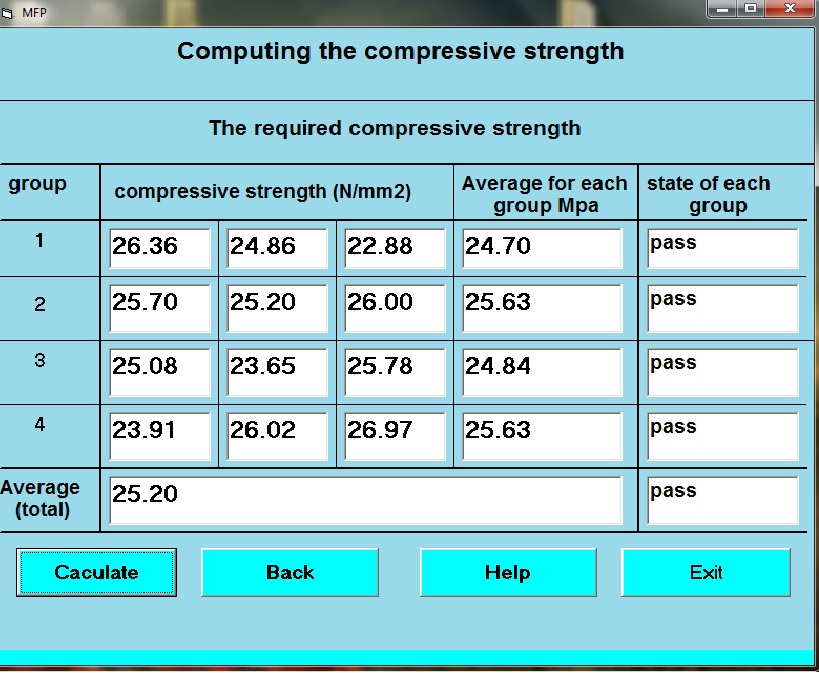 MFP
Computing the compressive strength
The required compressive strength
group compressive strength (N/mm2) Average for each group Mpa state of each group
1 26.36 24.86 22.88 24.70 pass
2 25.70 25.20 26.00 25.63 pass
3 25.08 23.65 25.78 24.84 pass
4 23.91 26.02 26.97 25.63 pass
Average (total) 25.20 pass
Caculate Back Help Exit